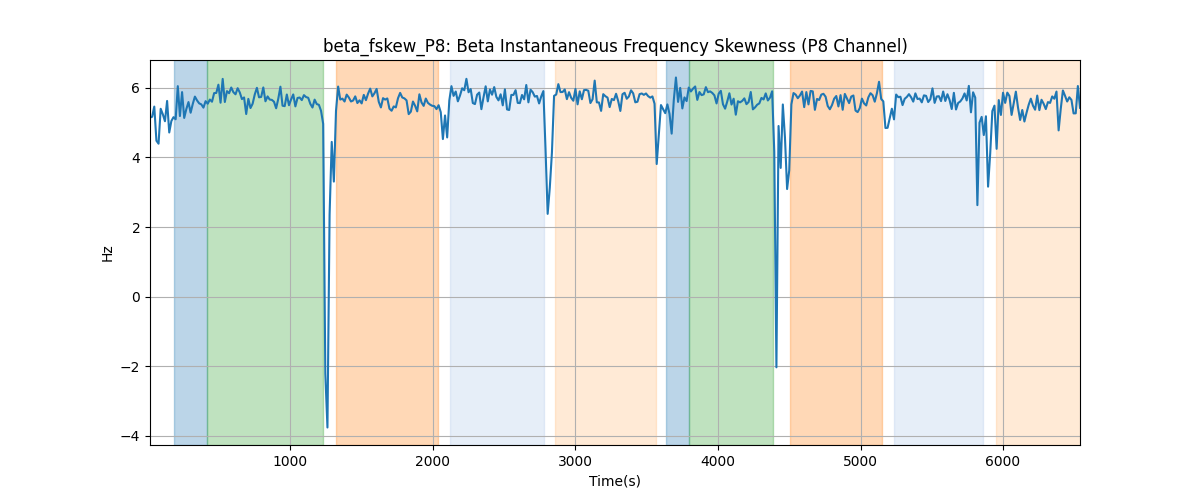 beta_fskew_P8: Beta Instantaneous Frequency Skewness (P8 Channel)
6
4
2
0
−2
−4
Hz
1000 2000 3000 4000 5000 6000
Time(s)